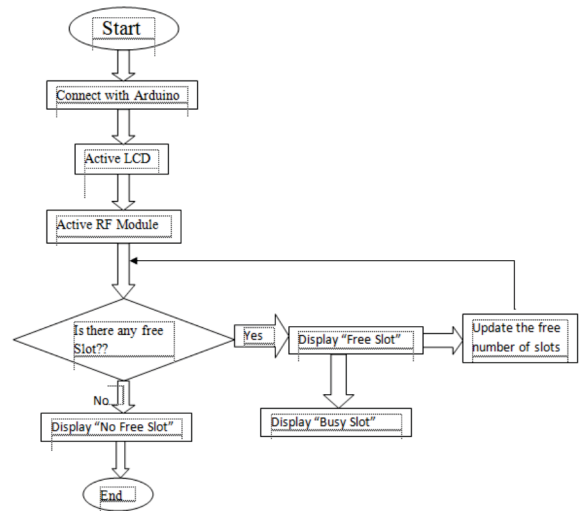 Start
Connect with Arduino
Active LCD
Active RF Module
Is there any free
Slot??
Yes
Display “Free Slot”
Update the free
number of slots
No
Display “No Free Slot”
Display “Busy Slot”
End